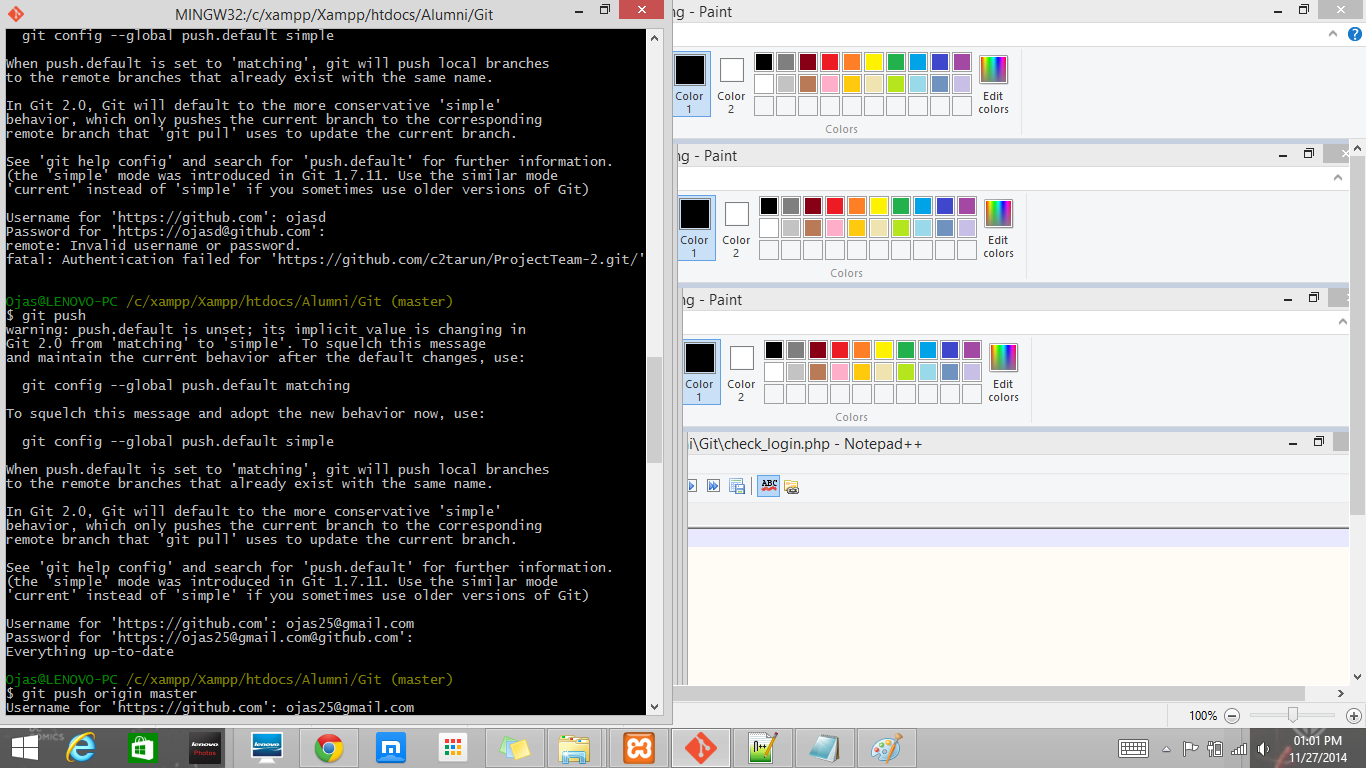 MINGW32:/c/xampp/Xampp/htdocs/Alumni/Git
git config --global push.default simple
When push.default is set to 'matching', git will push local branches
to the remote branches that already exist with the same name.
In Git 2.0, Git will default to the more conservative 'simple'
behavior, which only pushes the current branch to the corresponding
remote branch that 'git pull' uses to update the current branch.
See 'git help config' and search for 'push.default' for further information.
(the 'simple' mode was introduced in Git 1.7.11. Use the similar mode
'current' instead of 'simple' if you sometimes use older versions of Git)
Username for 'https://github.com': ojasd
Password for 'https://ojasd@github.com':
remote: Invalid username or password.
fatal: Authentication failed for 'https://github.com/c2tarun/ProjectTeam-2.git/'
Ojas@LENOVO-PC /c/xampp/Xampp/htdocs/Alumni/Git (master)
$ git push
warning: push.default is unset; its implicit value is changing in
Git 2.0 from 'matching' to 'simple'. To squelch this message
and maintain the current behavior after the default changes, use:
git config --global push.default matching
To squelch this message and adopt the new behavior now, use:
git config --global push.default simple
When push.default is set to 'matching', git will push local branches
to the remote branches that already exist with the same name.
In Git 2.0, Git will default to the more conservative 'simple'
behavior, which only pushes the current branch to the corresponding
remote branch that 'git pull' uses to update the current branch.
See 'git help config' and search for 'push.default' for further information.
(the 'simple' mode was introduced in Git 1.7.11. Use the similar mode
'current' instead of 'simple' if you sometimes use older versions of Git)
Username for 'https://github.com': ojas25@gmail.com
Password for 'https://ojas25@gmail.com@github.com':
Everything up-to-date
Ojas@LENOVO-PC /c/xampp/Xampp/htdocs/Alumni/Git (master)
$ git push origin master
Username for 'https://github.com': ojas25@gmail.com
ng - Paint
Color 1
Color 2
Edit colors
Colors
ng - Paint
Color 1
Color 2
Edit colors
Colors
ng - Paint
Color 1
Color 2
Edit colors
Colors
i\Git\check_login.php - Notepad++
ABC
100%
COMICS
lenovo
Photos
lenovo
01:01 PM
11/27/2014